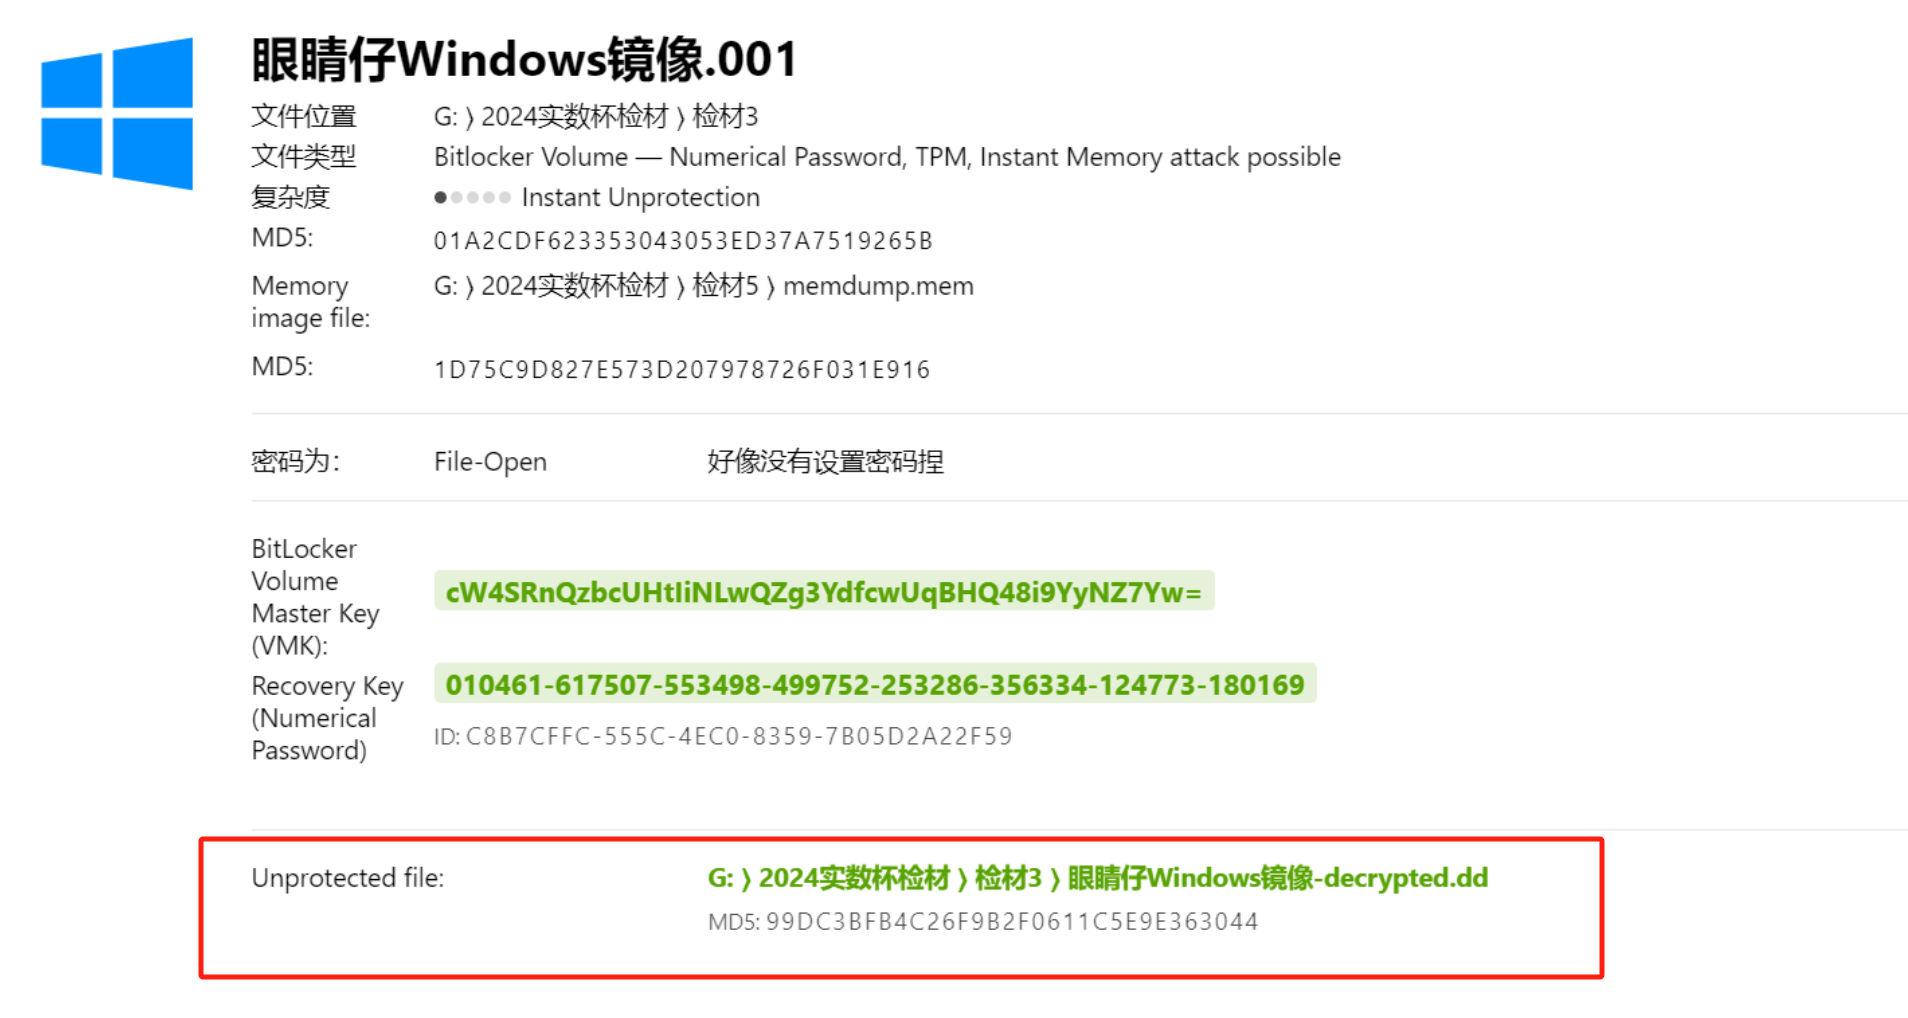 眼睛仔Windows镜像.001
文件位置 G: ⟩ 2024实数杯检材 ⟩ 检材3
文件类型 Bitlocker Volume — Numerical Password, TPM, Instant Memory attack possible
复杂度 ●●●●● Instant Unprotection
MD5: 01A2CDF623353043053ED37A7519265B
Memory image file: G: ⟩ 2024实数杯检材 ⟩ 检材5 ⟩ memdump.mem
MD5: 1D75C9D827E573D207978726F031E916
密码为: File-Open 好像没有设置密码捏
BitLocker
Volume
Master Key
(VMK): cW4SRnQzbcUHtIiNLwQZg3YdfcwUqBHQ48i9YyNZ7Yw=
Recovery Key
(Numerical
Password) 010461-617507-553498-499752-253286-356334-124773-180169
ID: C8B7CFFC-555C-4EC0-8359-7B05D2A22F59
Unprotected file: G: ⟩ 2024实数杯检材 ⟩ 检材3 ⟩ 眼睛仔Windows镜像-decrypted.dd
MD5: 99DC3BFB4C26F9B2F0611C5E9E363044